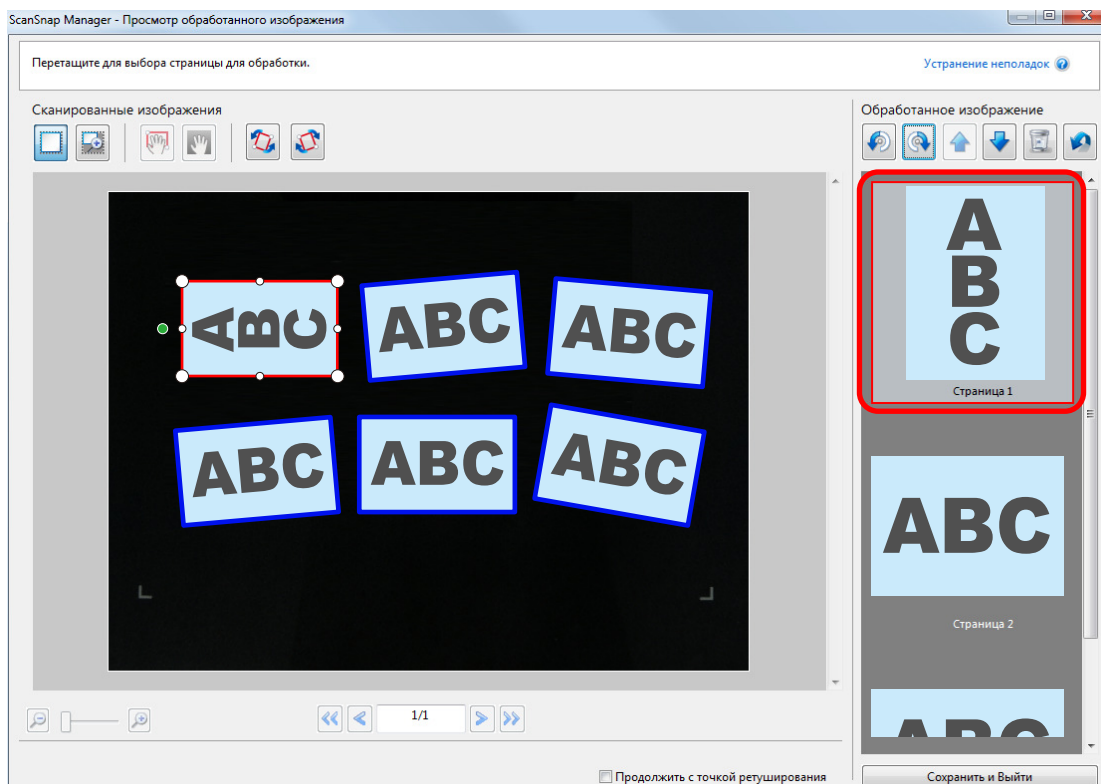 ScanSnap Manager - Просмотр обработанного изображения
Перетащите для выбора страницы для обработки.
Устранение неполадок
Сканированные изображения
Обработанное изображение
ABC
ABC
ABC
ABC
ABC
ABC
A
B
C
Страница 1
ABC
Страница 2
ABC
1/1
Продолжить с точкой ретуширования
Сохранить и Выйти